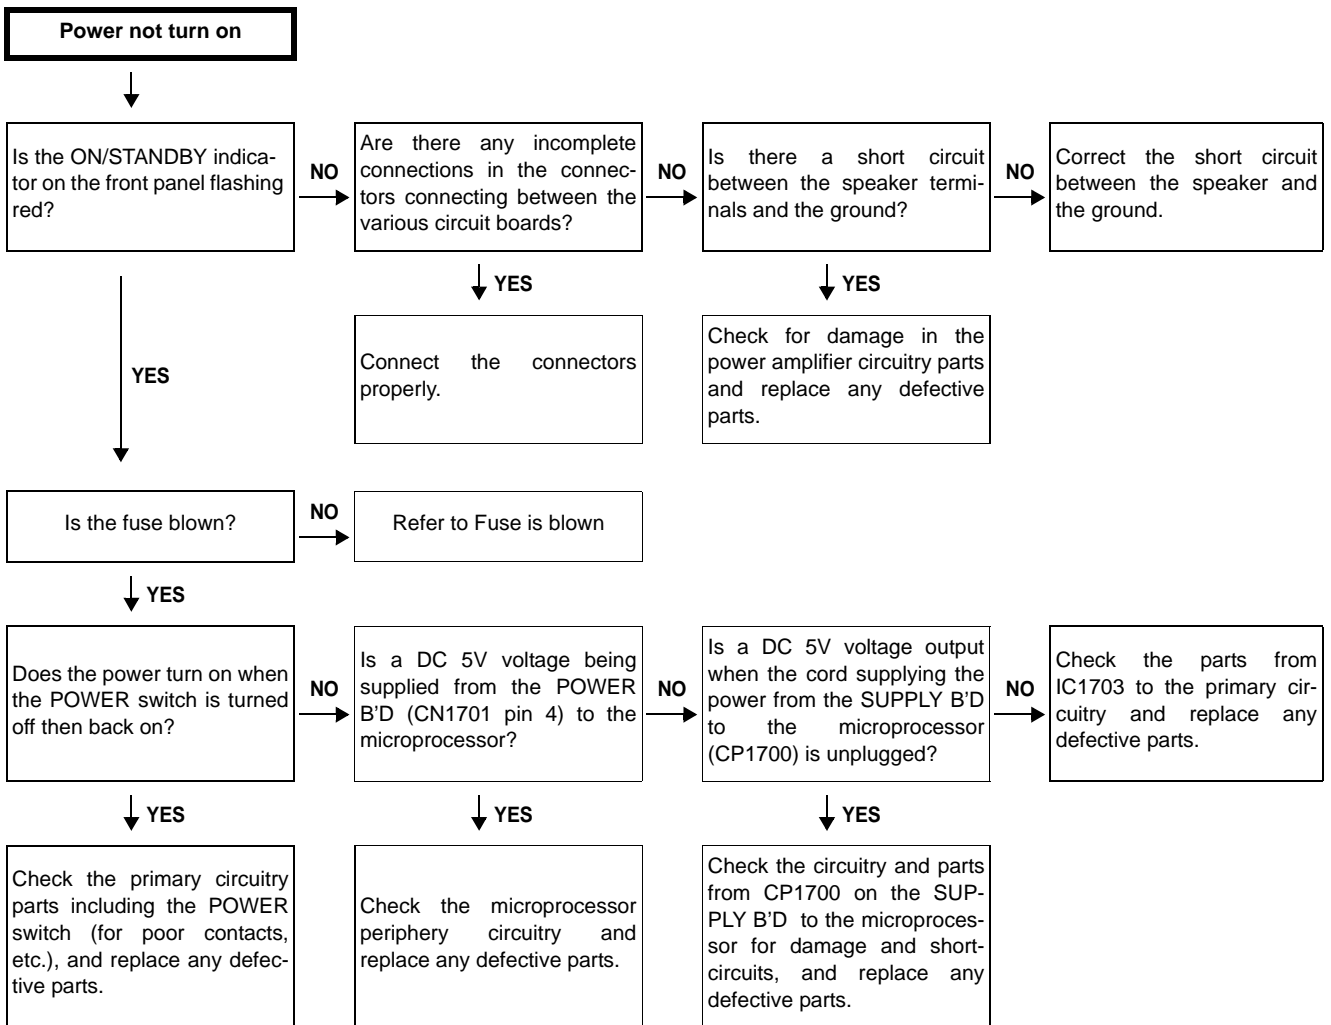 Power not turn on
Is the ON/STANDBY indica-
tor on the front panel flashing
red?
NO
Are there any incomplete
connections in the connec-
tors connecting between the
various circuit boards?
NO
Is there a short circuit
between the speaker termi-
nals and the ground?
NO
Correct the short circuit
between the speaker and
the ground.
YES
YES
YES
Connect the connectors
properly.
Check for damage in the
power amplifier circuitry parts
and replace any defective
parts.
Is the fuse blown?
NO
Refer to Fuse is blown
YES
Does the power turn on when
the POWER switch is turned
off then back on?
NO
Is a DC 5V voltage being
supplied from the POWER
B'D (CN1701 pin 4) to the
microprocessor?
NO
Is a DC 5V voltage output
when the cord supplying the
power from the SUPPLY B'D
to the microprocessor
(CP1700) is unplugged?
NO
Check the parts from
IC1703 to the primary cir-
cuitry and replace any
defective parts.
YES
YES
YES
Check the primary circuitry
parts including the POWER
switch (for poor contacts,
etc.), and replace any defec-
tive parts.
Check the microprocessor
periphery circuitry and
replace any defective parts.
Check the circuitry and parts
from CP1700 on the SUP-
PLY B'D to the microproces-
sor for damage and short-
circuits, and replace any
defective parts.